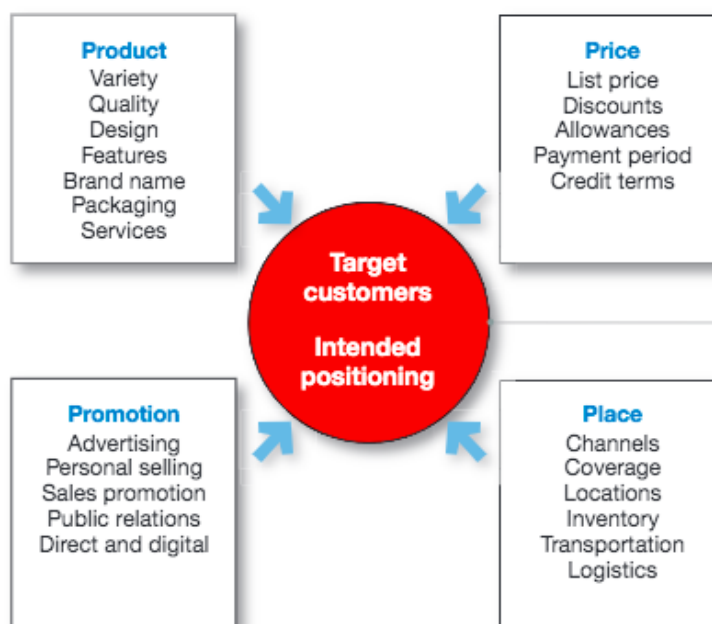 Product
Variety
Quality
Design
Features
Brand name
Packaging
Services
Price
List price
Discounts
Allowances
Payment period
Credit terms
Target
customers
Intended
positioning
Promotion
Advertising
Personal selling
Sales promotion
Public relations
Direct and digital
Place
Channels
Coverage
Locations
Inventory
Transportation
Logistics